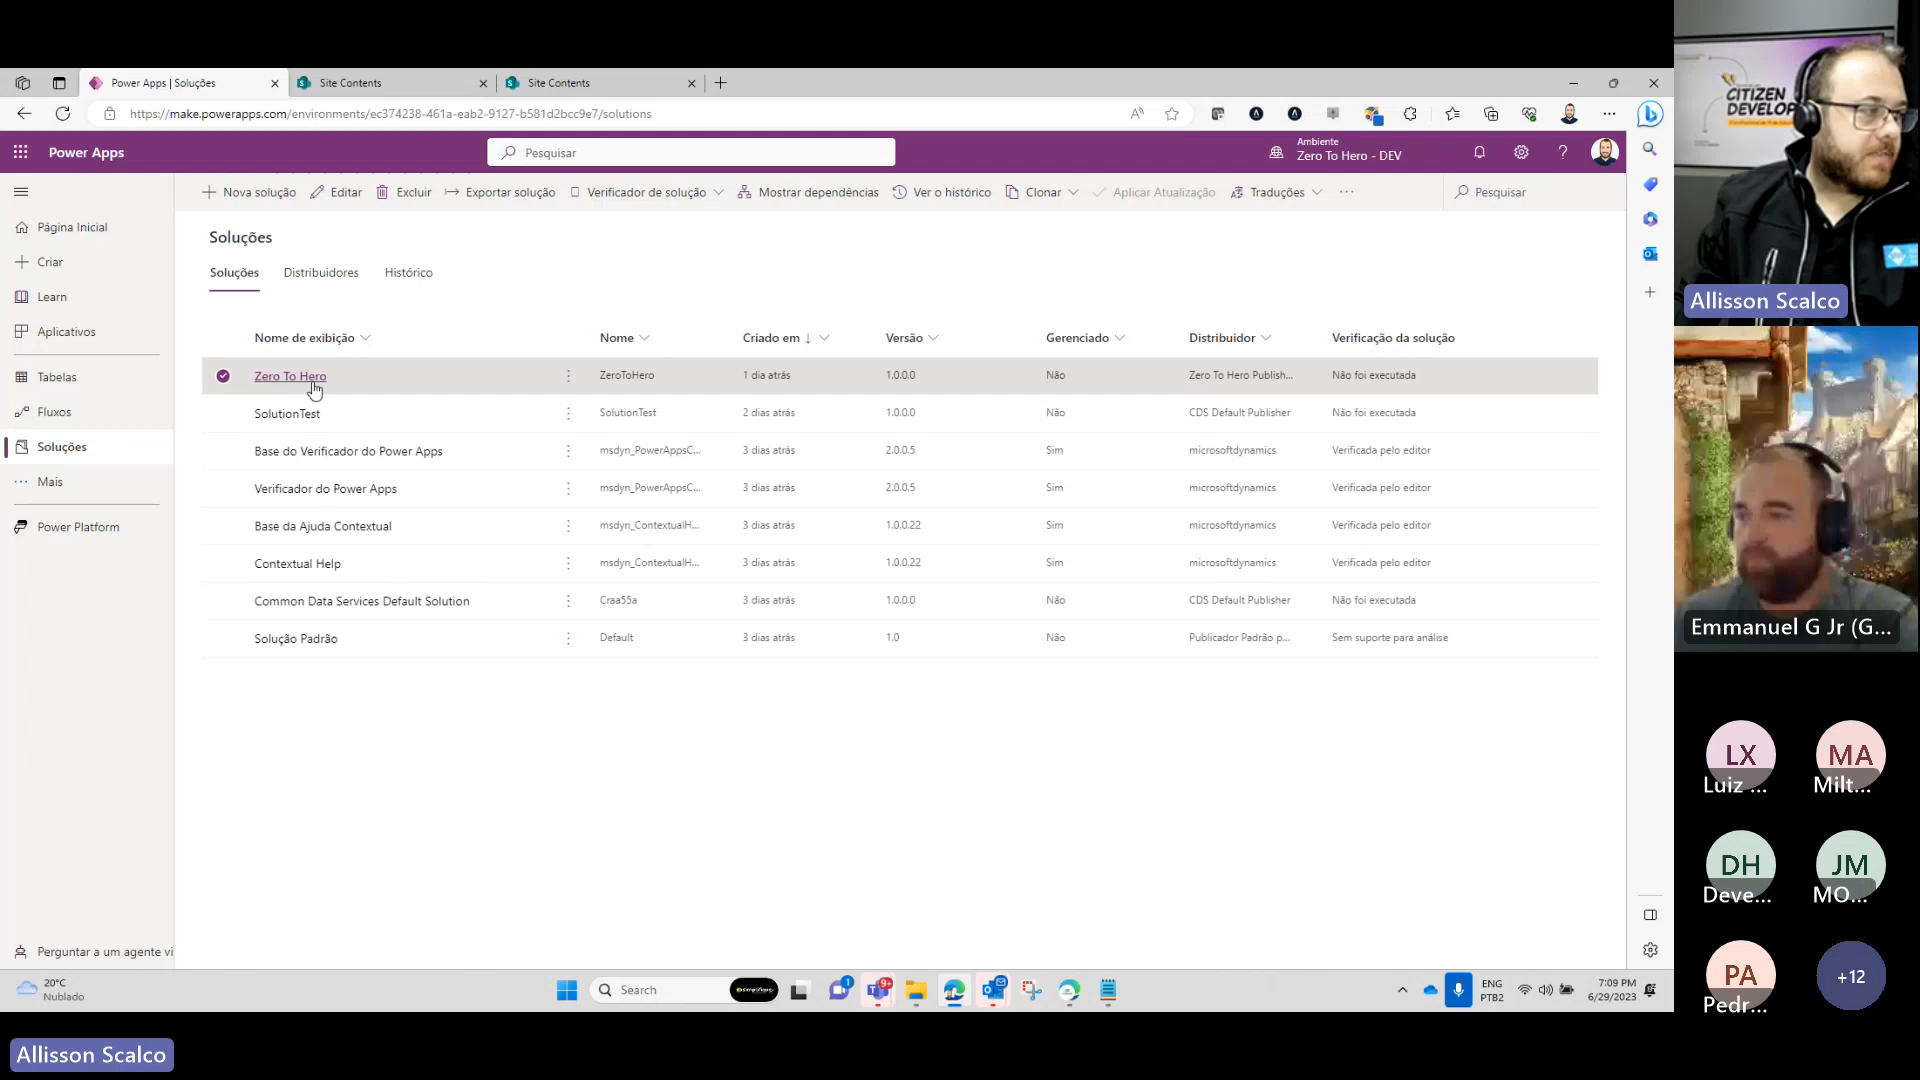 Power Apps | Soluções
Site Contents
Site Contents
https://make.powerapps.com/environments/ec374238-461a-eab2-9127-b581d2bcc9e7/solutions
Power Apps
Pesquisar
Ambiente
Zero To Hero - DEV
Nova solução
Editar
Excluir
Exportar solução
Verificador de solução
Mostrar dependências
Ver o histórico
Clonar
Aplicar Atualização
Traduções
Pesquisar
Página Inicial
Criar
Learn
Aplicativos
Tabelas
Fluxos
Soluções
Mais
Power Platform
Perguntar a um agente vi
Soluções
Soluções Distribuidores Histórico
Nome de exibição Nome Criado em Versão Gerenciado Distribuidor Verificação da solução
Zero To Hero ZeroToHero 1 dia atrás 1.0.0.0 Não Zero To Hero Publish... Não foi executada
SolutionTest SolutionTest 2 dias atrás 1.0.0.0 Não CDS Default Publisher Não foi executada
Base do Verificador do Power Apps msdyn_PowerAppsC... 3 dias atrás 2.0.0.5 Sim microsoftdynamics Verificada pelo editor
Verificador do Power Apps msdyn_PowerAppsC... 3 dias atrás 2.0.0.5 Sim microsoftdynamics Verificada pelo editor
Base da Ajuda Contextual msdyn_ContextualH... 3 dias atrás 1.0.0.22 Sim microsoftdynamics Verificada pelo editor
Contextual Help msdyn_ContextualH... 3 dias atrás 1.0.0.22 Sim microsoftdynamics Verificada pelo editor
Common Data Services Default Solution Craa55a 3 dias atrás 1.0.0.0 Não CDS Default Publisher Não foi executada
Solução Padrão Default 3 dias atrás 1.0 Não Publicador Padrão p... Sem suporte para análise
20°C
Nublado
Search
1
9+
ENG
PTB2
7:09 PM
6/29/2023
CITIZEN
DEVELOP
Allisson Scalco
Emmanuel G Jr (G...
LX
Luiz ...
MA
Milt...
DH
Deve...
JM
MO...
PA
Pedr...
+12
Allisson Scalco